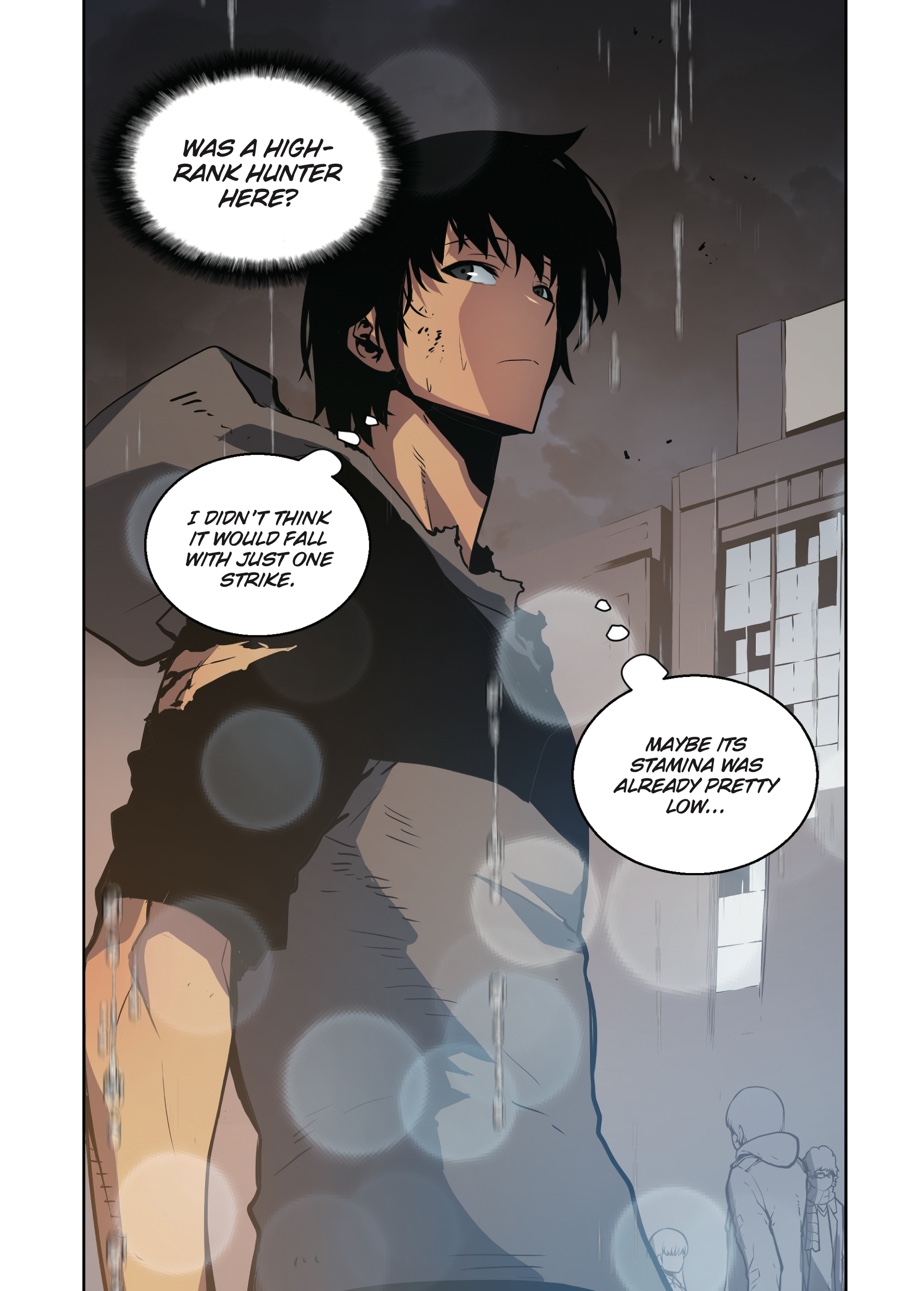 WAS A HIGH-
RANK HUNTER
HERE?
I DIDN'T THINK
IT WOULD FALL
WITH JUST ONE
STRIKE.
MAYBE ITS
STAMINA WAS
ALREADY PRETTY
LOW...